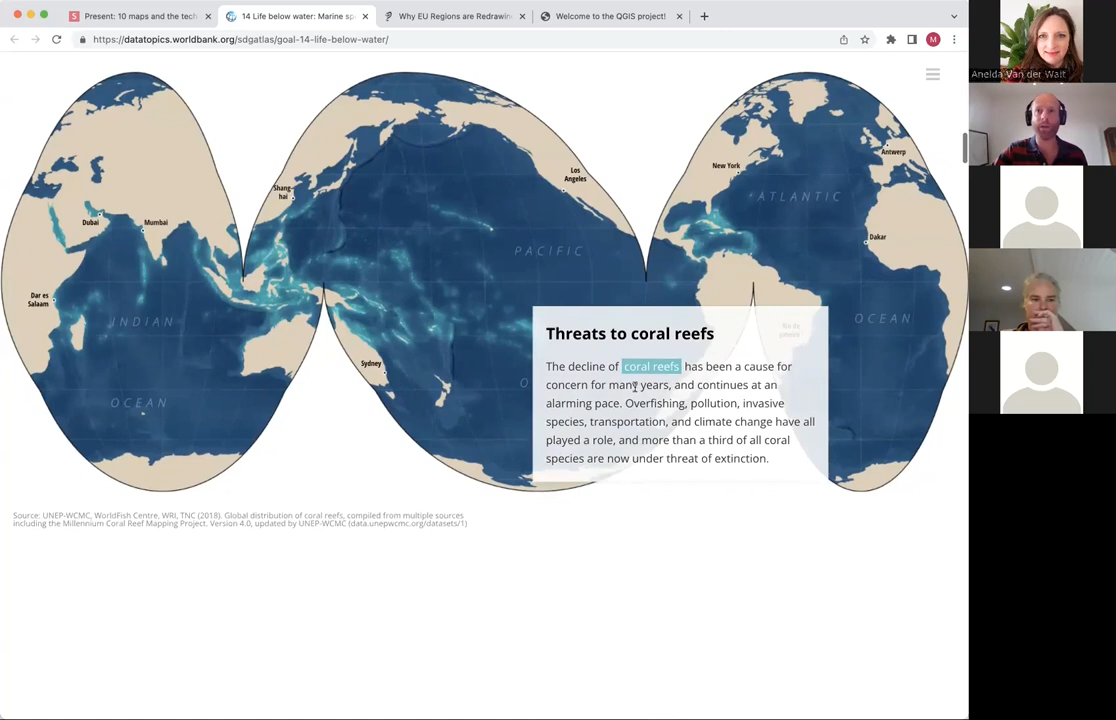 Present: 10 maps and the tech
14 Life below water: Marine sp
Why EU Regions are Redrawin
Welcome to the QGIS project!
https://datatopics.worldbank.org/sdgatlas/goal-14-life-below-water/
M
Anelda Van der Walt
Los
Angeles
New York
Antwerp
Shang-
hai
ATLANTIC
Dubai
Mumbai
Dakar
PACIFIC
Dar es
Salaam
INDIAN
OCEAN
Sydney
O
OCEAN
Threats to coral reefs
The decline of coral reefs has been a cause for
concern for many years, and continues at an
alarming pace. Overfishing, pollution, invasive
species, transportation, and climate change have all
played a role, and more than a third of all coral
species are now under threat of extinction.
Source: UNEP-WCMC, WorldFish Centre, WRI, TNC (2018). Global distribution of coral reefs, compiled from multiple sources
including the Millennium Coral Reef Mapping Project. Version 4.0, updated by UNEP-WCMC (data.unepwcmc.org/datasets/1)